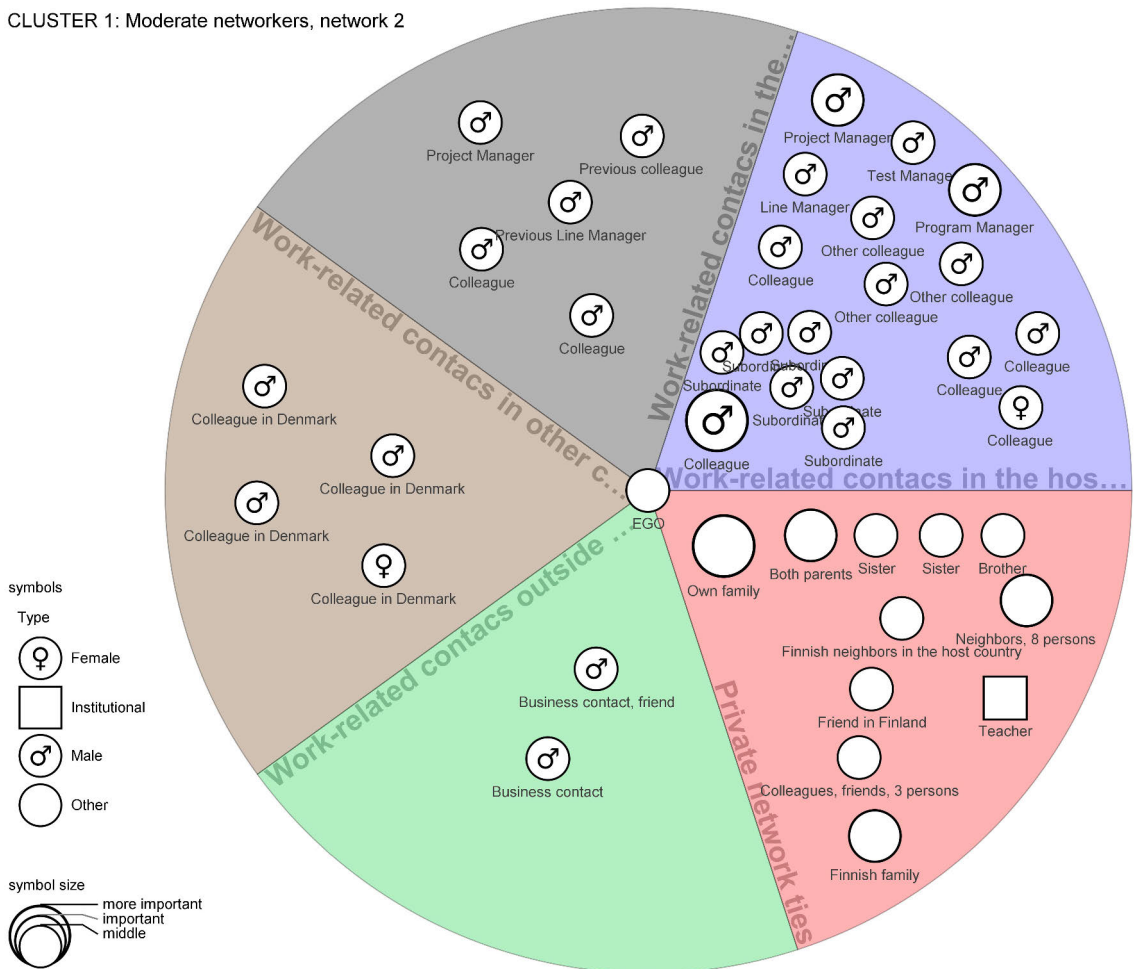 CLUSTER 1: Moderate networkers, network 2
Work-related contacs in the...
Project Manager
Previous colleague
Previous Line Manager
Colleague
Colleague
Project Manager
Test Manage
Line Manager
Program Manager
Other colleague
Colleague
Other colleague
Other colleague
Colleague
Colleague
Colleague
Subordinate
Subordinate
Subordinate
Subordinate
Subordinate
Subordinate
Colleague
Work-related contacs in the hos...
Work-related contacs in other c...
Colleague in Denmark
Colleague in Denmark
Colleague in Denmark
Colleague in Denmark
EGO
Work-related contacs outside ...
Business contact, friend
Business contact
Private network ties
Own family
Both parents
Sister
Sister
Brother
Neighbors, 8 persons
Finnish neighbors in the host country
Friend in Finland
Teacher
Colleagues, friends, 3 persons
Finnish family
symbols
Type
Female
Institutional
Male
Other
symbol size
more important
important
middle